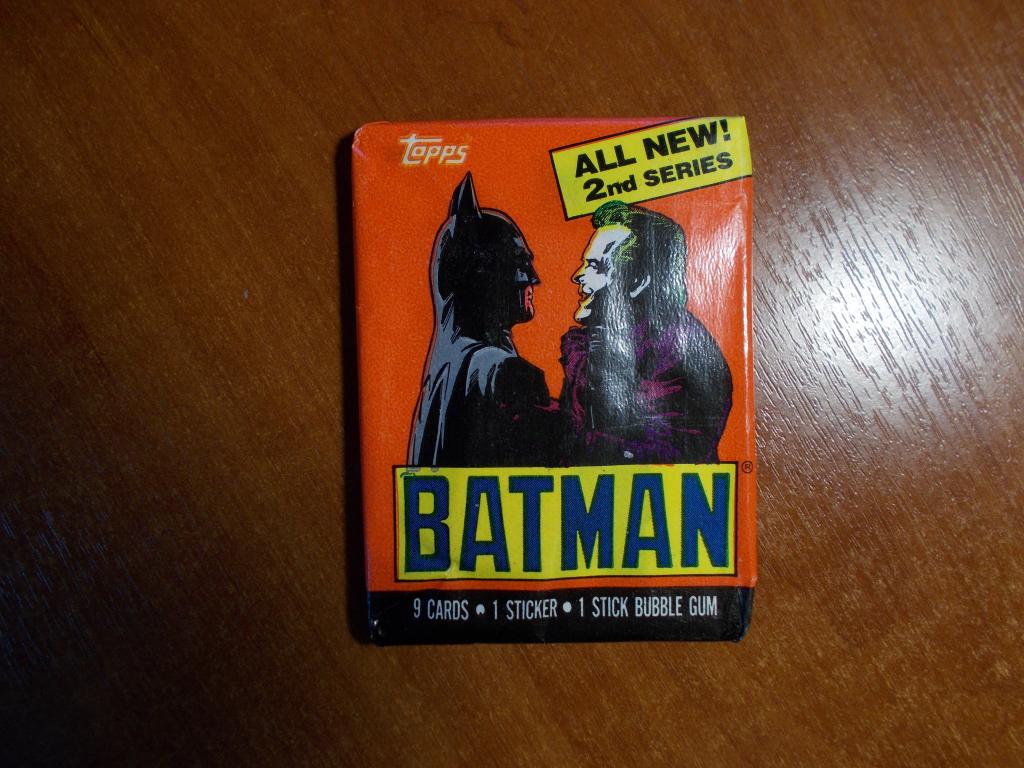 topps
ALL NEW!
2nd SERIES
BATMAN ®
9 CARDS • 1 STICKER • 1 STICK BUBBLE GUM